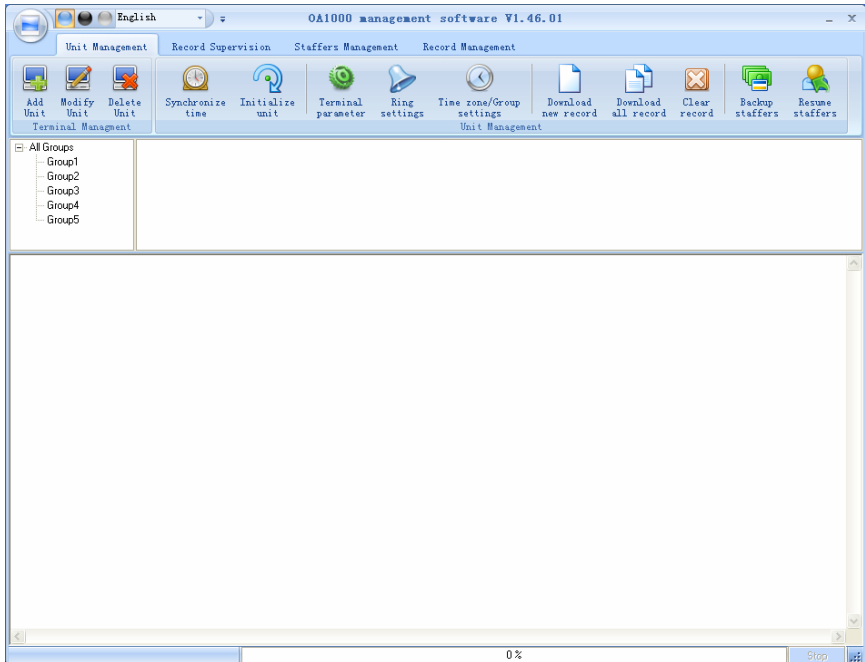 English
OA1000 management software V1.46.01
Unit Management Record Supervision Staffers Management Record Management
Add Unit
Modify Unit
Delete Unit
Synchronize time
Initialize unit
Terminal parameter
Ring settings
Time zone/Group settings
Download new record
Download all record
Clear record
Backup staffers
Resume staffers
Terminal Managment
Unit Management
All Groups
Group1
Group2
Group3
Group4
Group5
0%
Stop